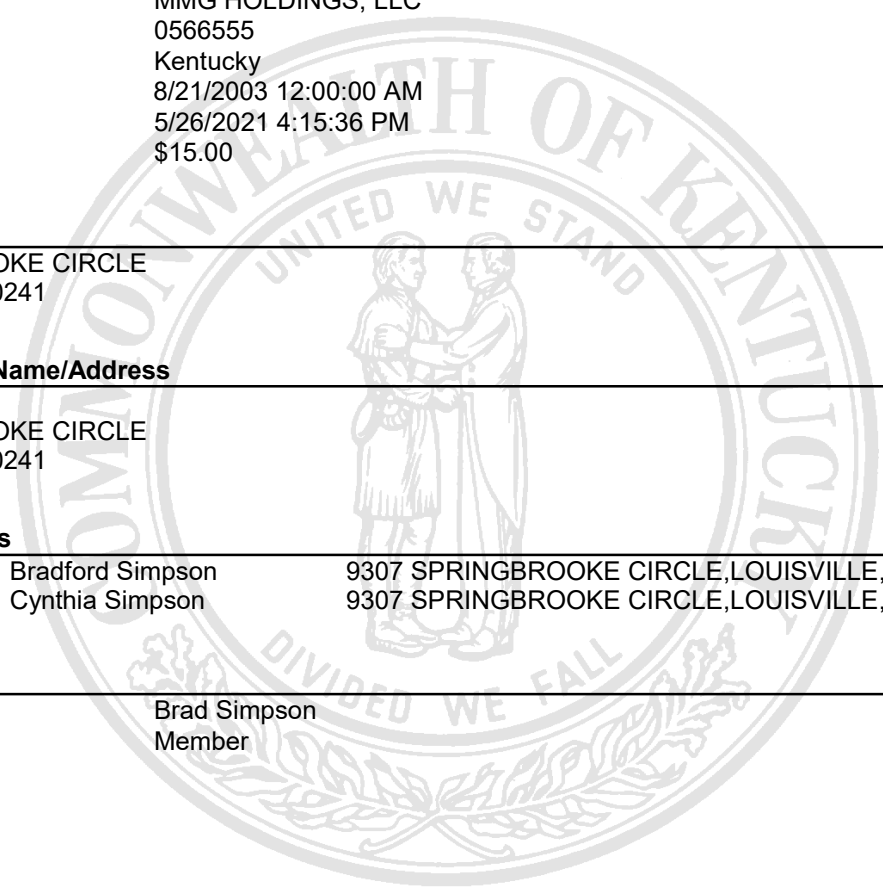 MMG HOLDINGS, LLC
0566555
Kentucky
8/21/2003 12:00:00 AM
5/26/2021 4:15:36 PM
$15.00
OKE CIRCLE
0241
Name/Address
OKE CIRCLE
0241
s
Bradford Simpson 9307 SPRINGBROOKE CIRCLE,LOUISVILLE,
Cynthia Simpson 9307 SPRINGBROOKE CIRCLE,LOUISVILLE,
Brad Simpson
Member
COMMONWEALTH OF KENTUCKY
UNITED WE STAND
DIVIDED WE FALL